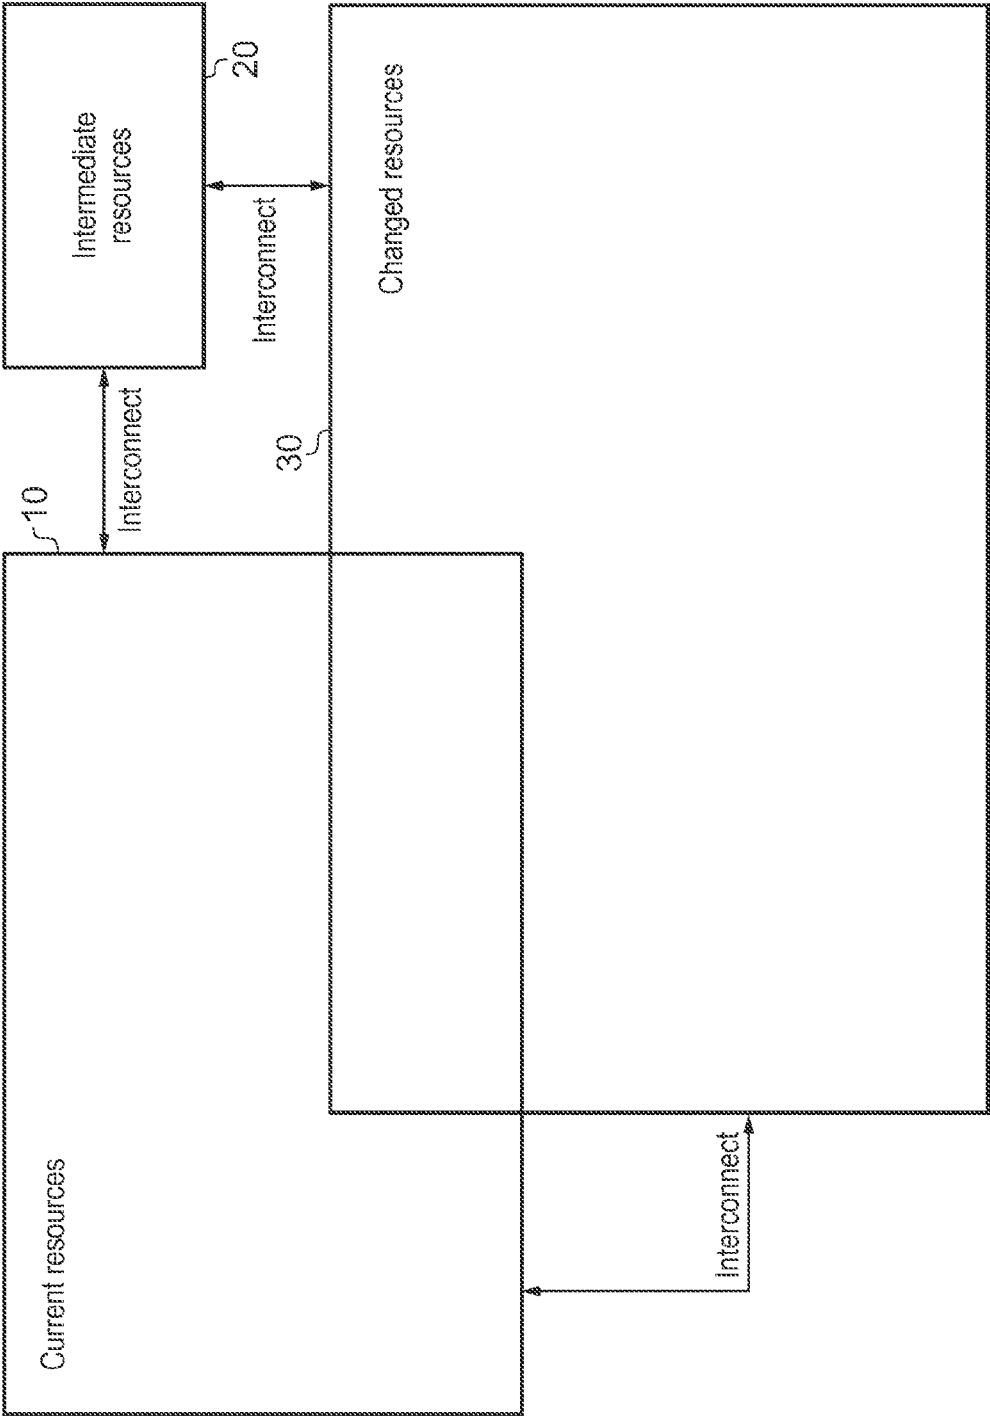 Current resources
10
Interconnect
Intermediate
resources
20
Interconnect
30
Changed resources
Interconnect